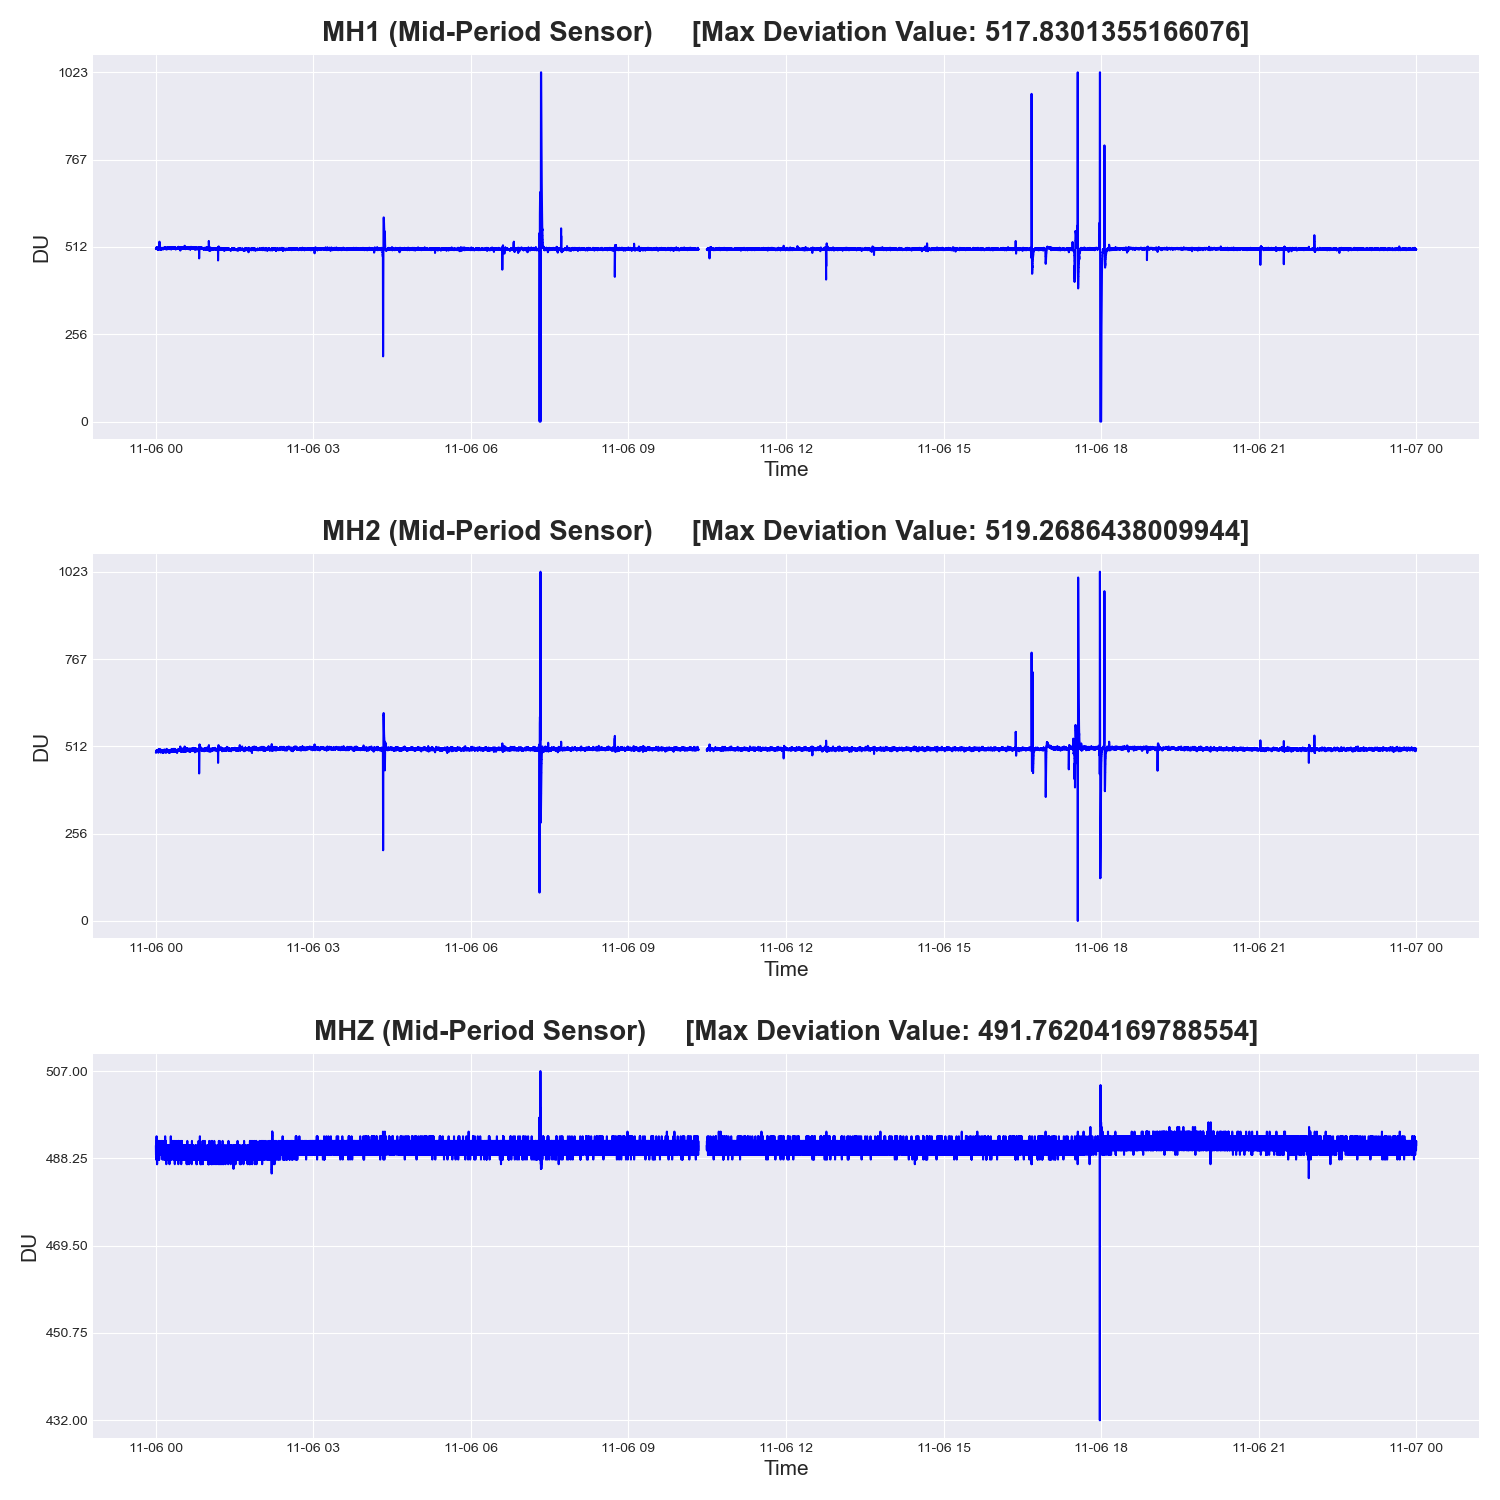 MH1 (Mid-Period Sensor) [Max Deviation Value: 517.8301355166076]
1023
767
512
256
0
DU
11-06 00 11-06 03 11-06 06 11-06 09 11-06 12 11-06 15 11-06 18 11-06 21 11-07 00
Time
MH2 (Mid-Period Sensor) [Max Deviation Value: 519.2686438009944]
1023
767
512
256
0
DU
11-06 00 11-06 03 11-06 06 11-06 09 11-06 12 11-06 15 11-06 18 11-06 21 11-07 00
Time
MHZ (Mid-Period Sensor) [Max Deviation Value: 491.76204169788554]
507.00
488.25
469.50
450.75
432.00
DU
11-06 00 11-06 03 11-06 06 11-06 09 11-06 12 11-06 15 11-06 18 11-06 21 11-07 00
Time